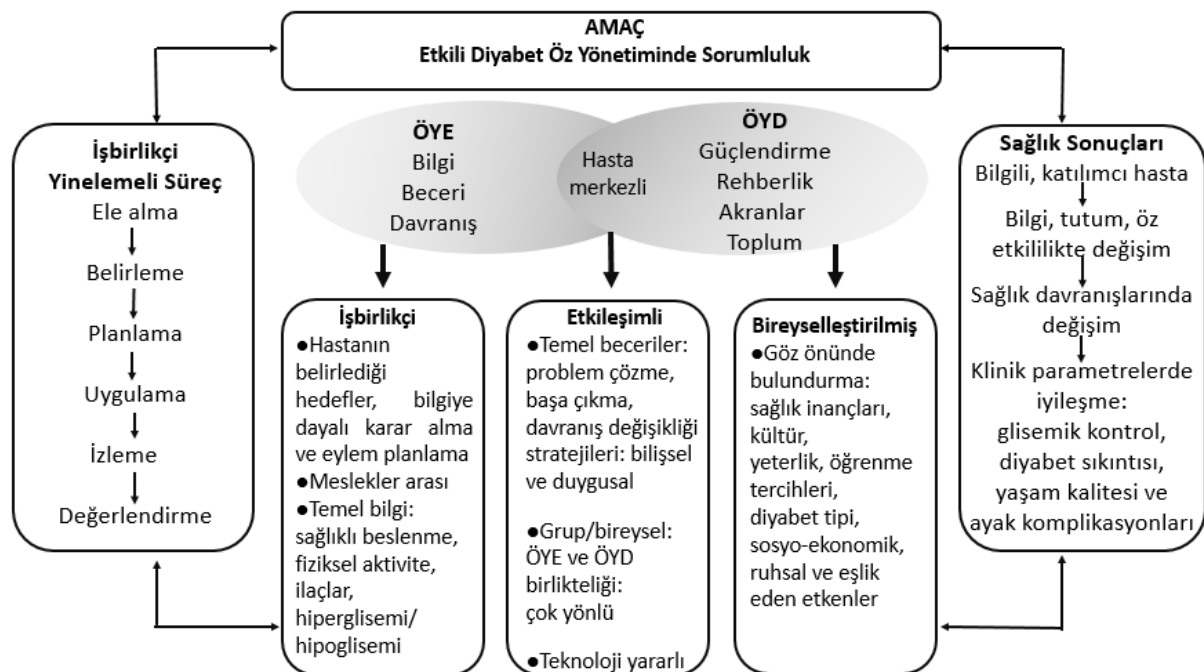 AMAÇ
Etkili Diyabet Öz Yönetiminde Sorumluluk
İşbirlikçi
Yinelemeli Süreç
Ele alma
Belirleme
Planlama
Uygulama
İzleme
Değerlendirme
ÖYE
Bilgi
Beceri
Davranış
Hasta
merkezli
ÖYD
Güçlendirme
Rehberlik
Akranlar
Toplum
İşbirlikçi
●Hastanın
belirlediği
hedefler, bilgiye
dayalı karar alma
ve eylem planlama
●Meslekler arası
●Temel bilgi:
sağlıklı beslenme,
fiziksel aktivite,
ilaçlar,
hiperglisemi/
hipoglisemi
Etkileşimli
●Temel beceriler:
problem çözme,
başa çıkma,
davranış değişikliği
stratejileri: bilişsel
ve duygusal
●Grup/bireysel:
ÖYE ve ÖYD
birlikteliği:
çok yönlü
●Teknoloji yararlı
Bireyselleştirilmiş
●Göz önünde
bulundurma:
sağlık inançları,
kültür,
yeterlik, öğrenme
tercihleri,
diyabet tipi,
sosyo-ekonomik,
ruhsal ve eşlik
eden etkenler
Sağlık Sonuçları
Bilgili, katılımcı hasta
Bilgi, tutum, öz
etkililikte değişim
Sağlık davranışlarında
değişim
Klinik parametrelerde
iyileşme:
glisemik kontrol,
diyabet sıkıntısı,
yaşam kalitesi ve
ayak komplikasyonları